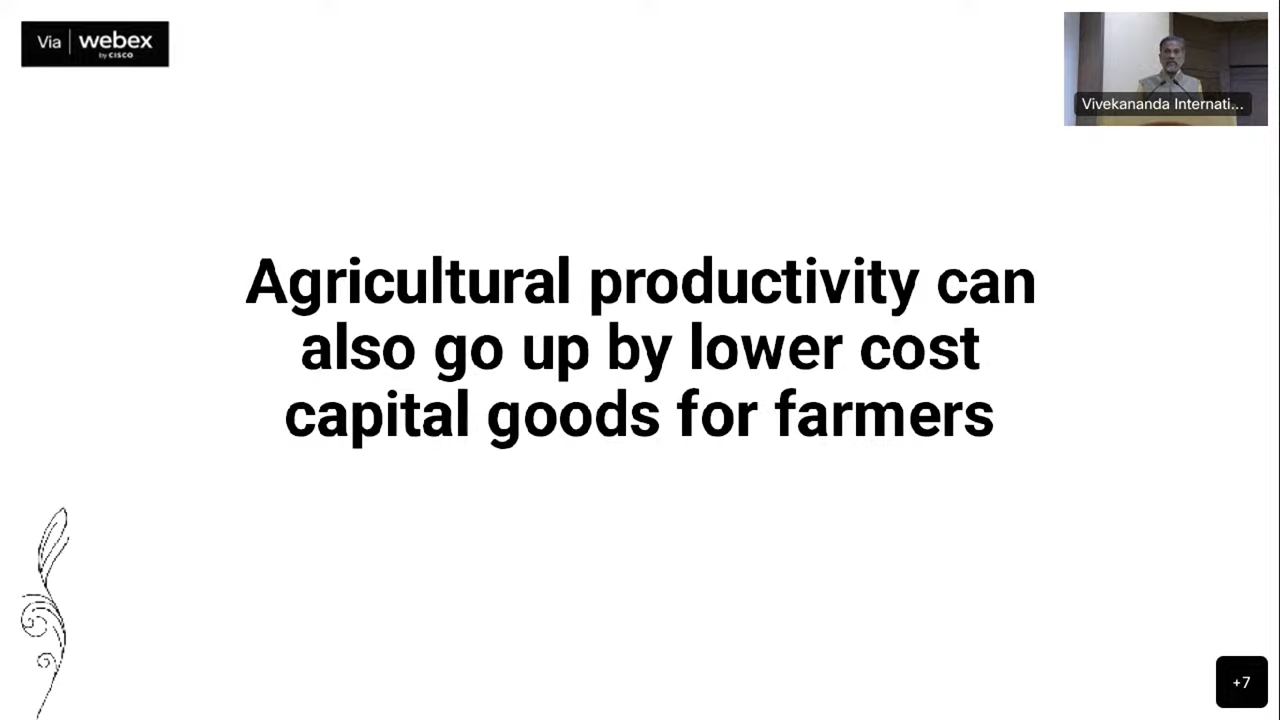 Via | webex
by CISCO
Vivekananda Internati...
Agricultural productivity can
also go up by lower cost
capital goods for farmers
+7